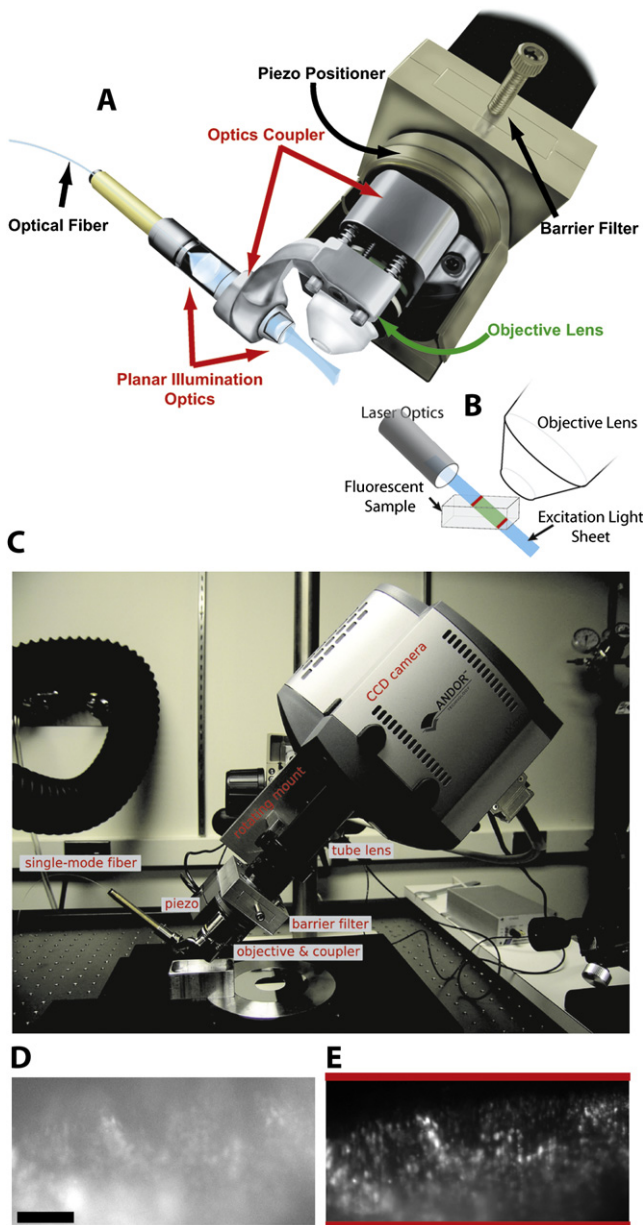 A
Piezo Positioner
Optics Coupler
Optical Fiber
Barrier Filter
Objective Lens
Planar Illumination
Optics
B
Laser Optics
Objective Lens
Fluorescent
Sample
Excitation Light
Sheet
C
CCD camera
ANDOR
rotating mount
single-mode fiber
tube lens
piezo
barrier filter
objective & coupler
D
E